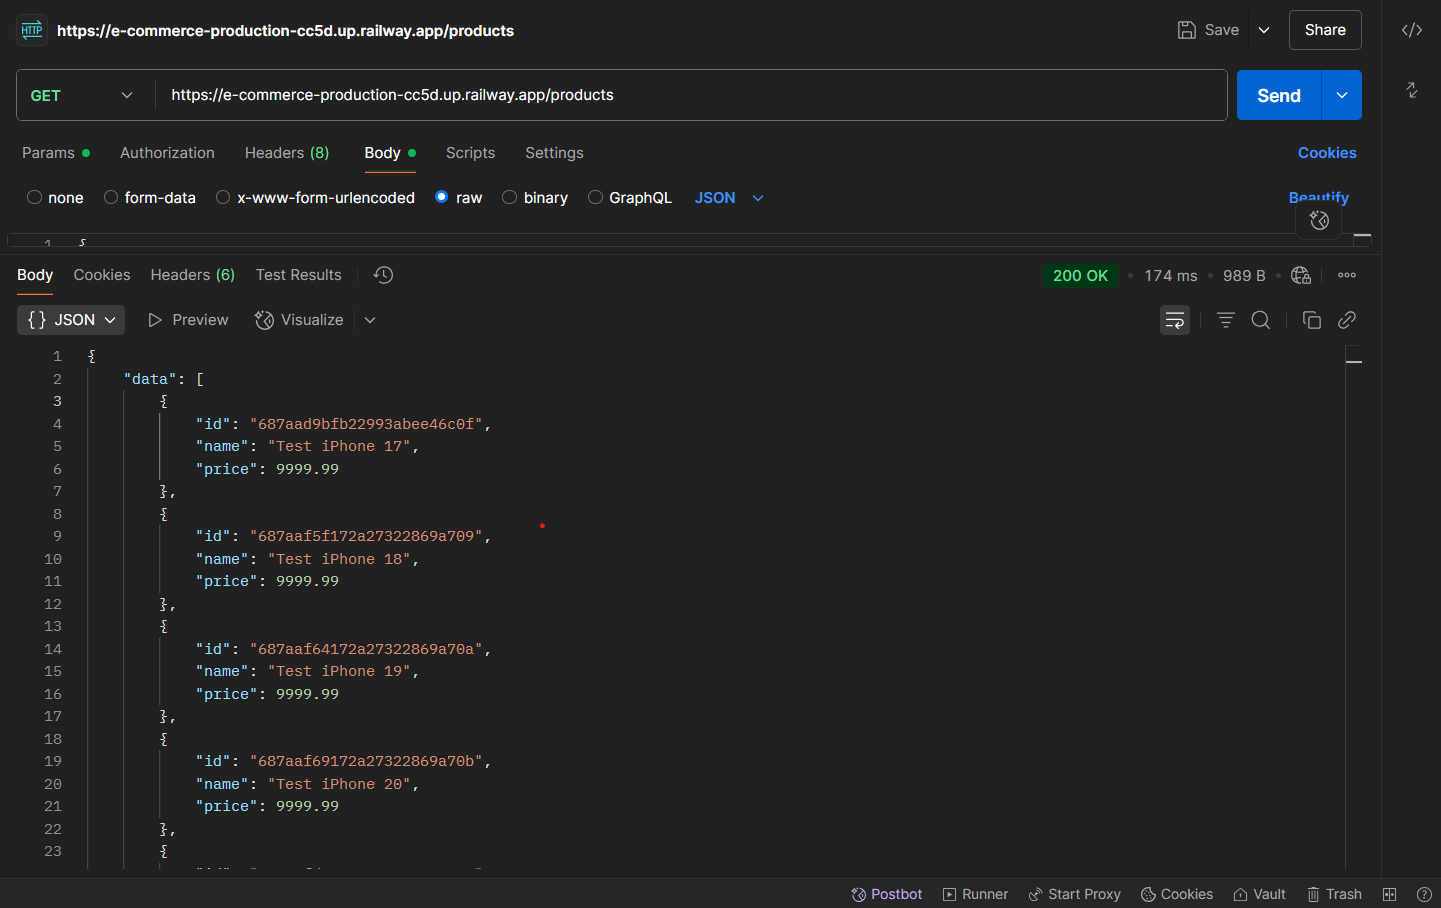 HTTP https://e-commerce-production-cc5d.up.railway.app/products Save Share
GET https://e-commerce-production-cc5d.up.railway.app/products Send
Params Authorization Headers (8) Body Scripts Settings Cookies
none form-data x-www-form-urlencoded raw binary GraphQL JSON Beautify
1 {
Body Cookies Headers (6) Test Results 200 OK 174 ms 989 B
{} JSON Preview Visualize
1 {
2 "data": [
3 {
4 "id": "687aad9bfb22993abee46c0f",
5 "name": "Test iPhone 17",
6 "price": 9999.99
7 },
8 {
9 "id": "687aaf5f172a27322869a709",
10 "name": "Test iPhone 18",
11 "price": 9999.99
12 },
13 {
14 "id": "687aaf64172a27322869a70a",
15 "name": "Test iPhone 19",
16 "price": 9999.99
17 },
18 {
19 "id": "687aaf69172a27322869a70b",
20 "name": "Test iPhone 20",
21 "price": 9999.99
22 },
23 {
Postbot Runner Start Proxy Cookies Vault Trash